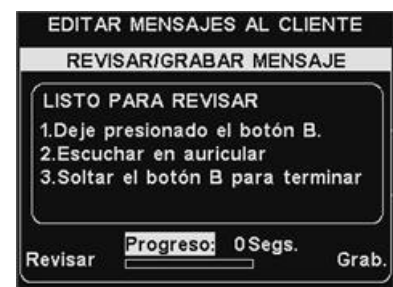 EDITAR MENSAJES AL CLIENTE
REVISAR/GRABAR MENSAJE
LISTO PARA REVISAR
1.Deje presionado el botón B.
2.Escuchar en auricular
3.Soltar el botón B para terminar
Progreso: 0Segs.
Revisar Grab.